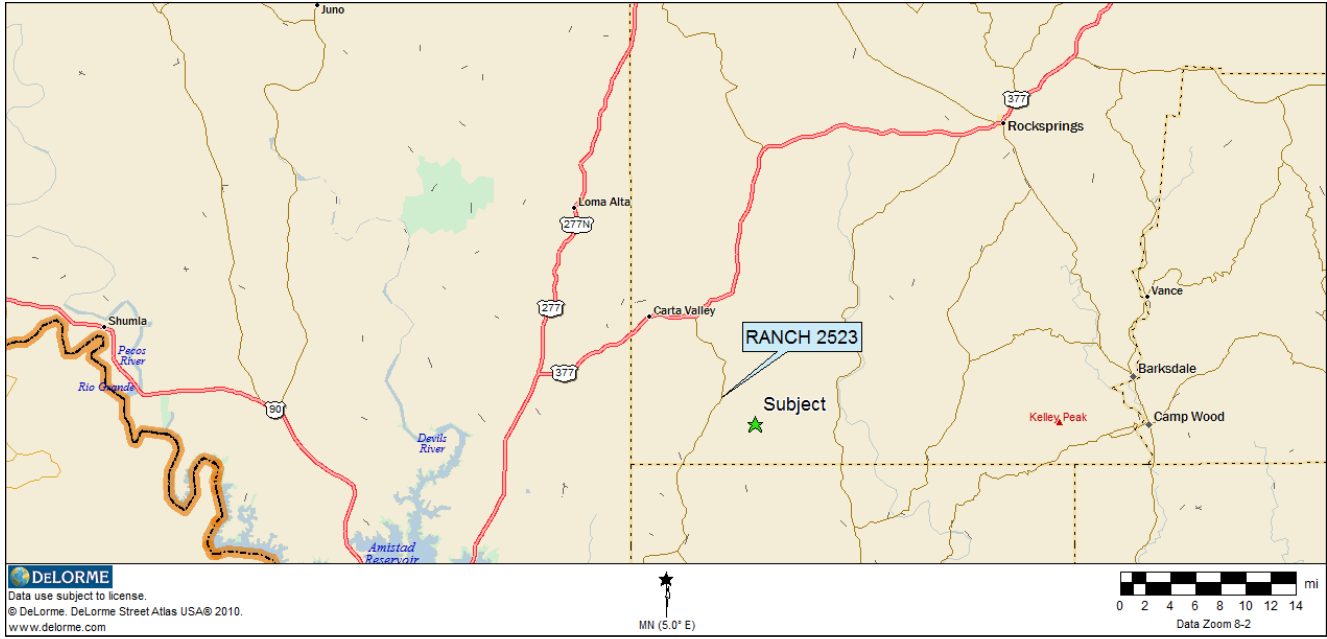 Juno
377
Rocksprings
Loma Alta
277N
Vance
277
Carta Valley
Shumla
RANCH 2523
Pecos
River
377
Barksdale
Rio Grande
90
Subject
Kelley Peak
Camp Wood
Devils
River
Amistad
Reservoir
DELORME
Data use subject to license.
© DeLorme. DeLorme Street Atlas USA® 2010.
www.delorme.com
MN (5.0° E)
mi
0 2 4 6 8 10 12 14
Data Zoom 8-2